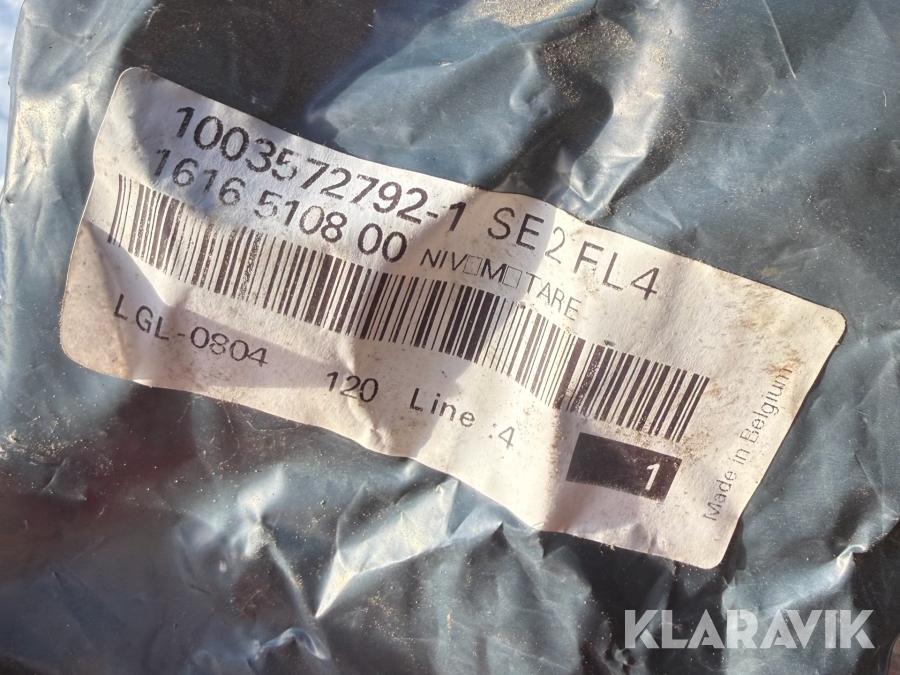 1003572792-1 SE2FL4
1616 5108 00 NIV□M□TARE
LGL-0804 120 Line :4
1
Made in Belgium
KLARAVIK